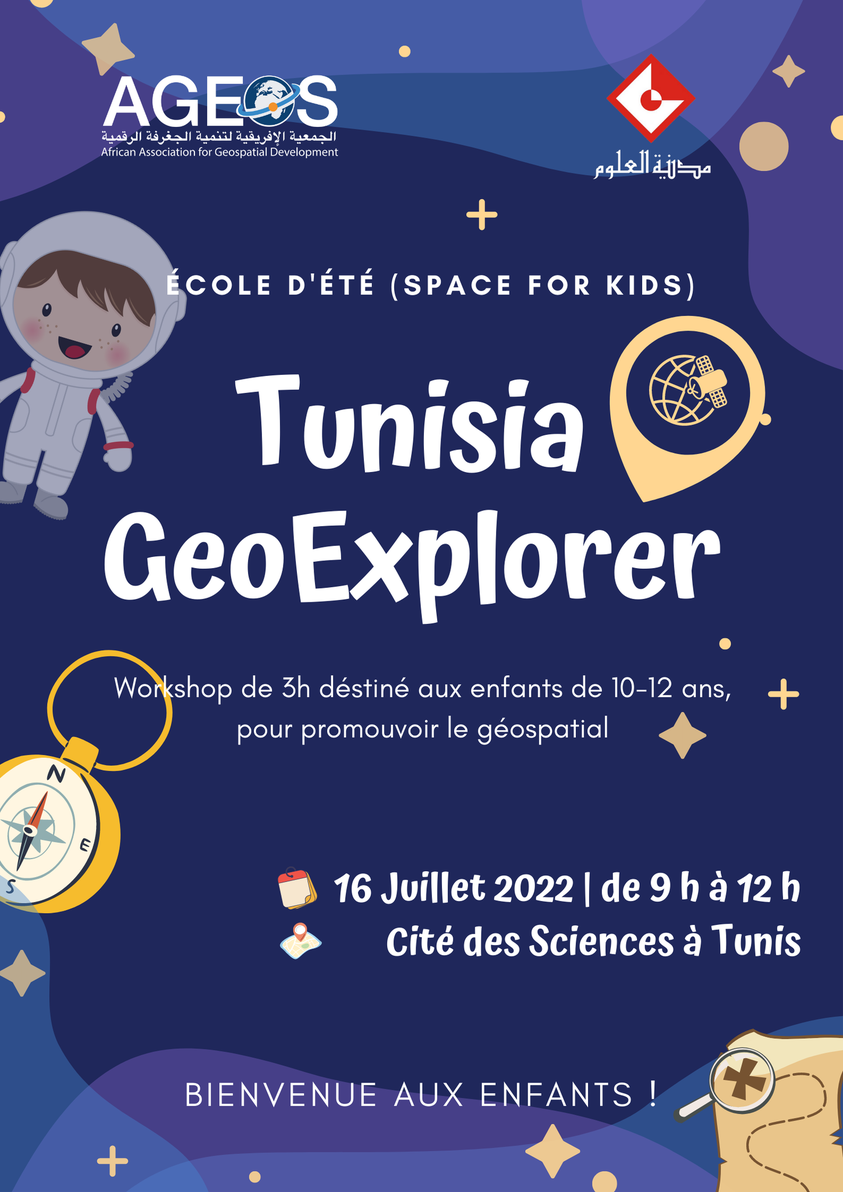 AGEOS
الجمعية الإفريقية لتنمية الجغرفة الرقمية
African Association for Geospatial Development
مدينة العلوم
ÉCOLE D'ÉTÉ (SPACE FOR KIDS)
Tunisia
GeoExplorer
Workshop de 3h déstiné aux enfants de 10-12 ans,
pour promouvoir le géospatial
N
E
S
16 Juillet 2022 | de 9 h à 12 h
Cité des Sciences à Tunis
BIENVENUE AUX ENFANTS !